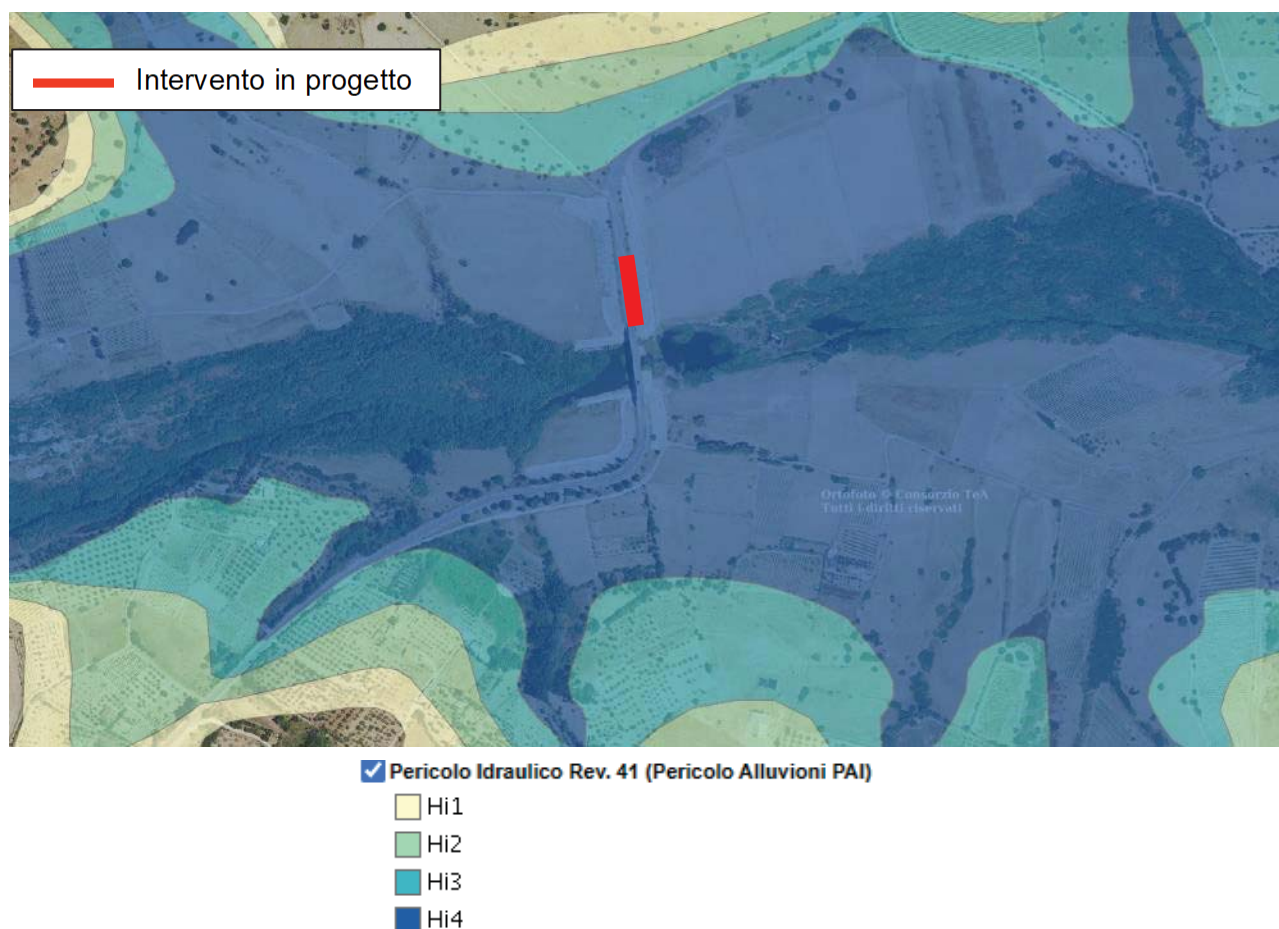 Intervento in progetto
Ortofoto © Consorzio TeA
Tutti i diritti riservati
Pericolo Idraulico Rev. 41 (Pericolo Alluvioni PAI)
Hi1
Hi2
Hi3
Hi4